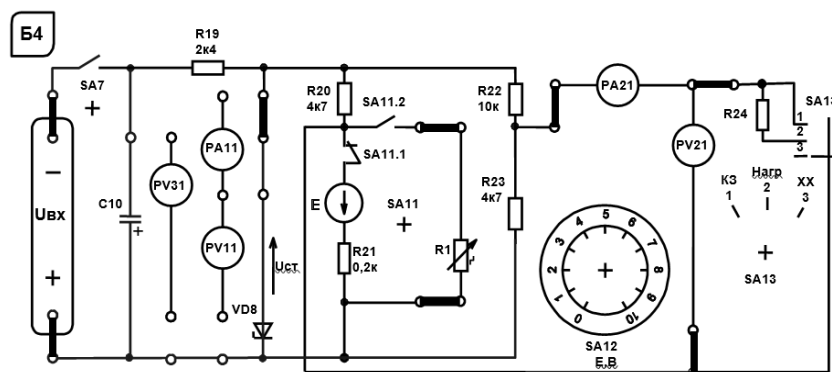 Б4
R19
2к4
SA7
R20
4к7
SA11.2
R22
10к
PA21
SA13
R24
1
2
3
PV21
PA11
PV31
SA11.1
C10
+
−
Uвх
+
E
SA11
R23
4к7
КЗ
1
Нагр
2
ХХ
3
PV11
Uст
R21
0,2к
R1
r'
SA13
VD8
0
1
2
3
4
5
6
7
8
9
10
SA12
E,B